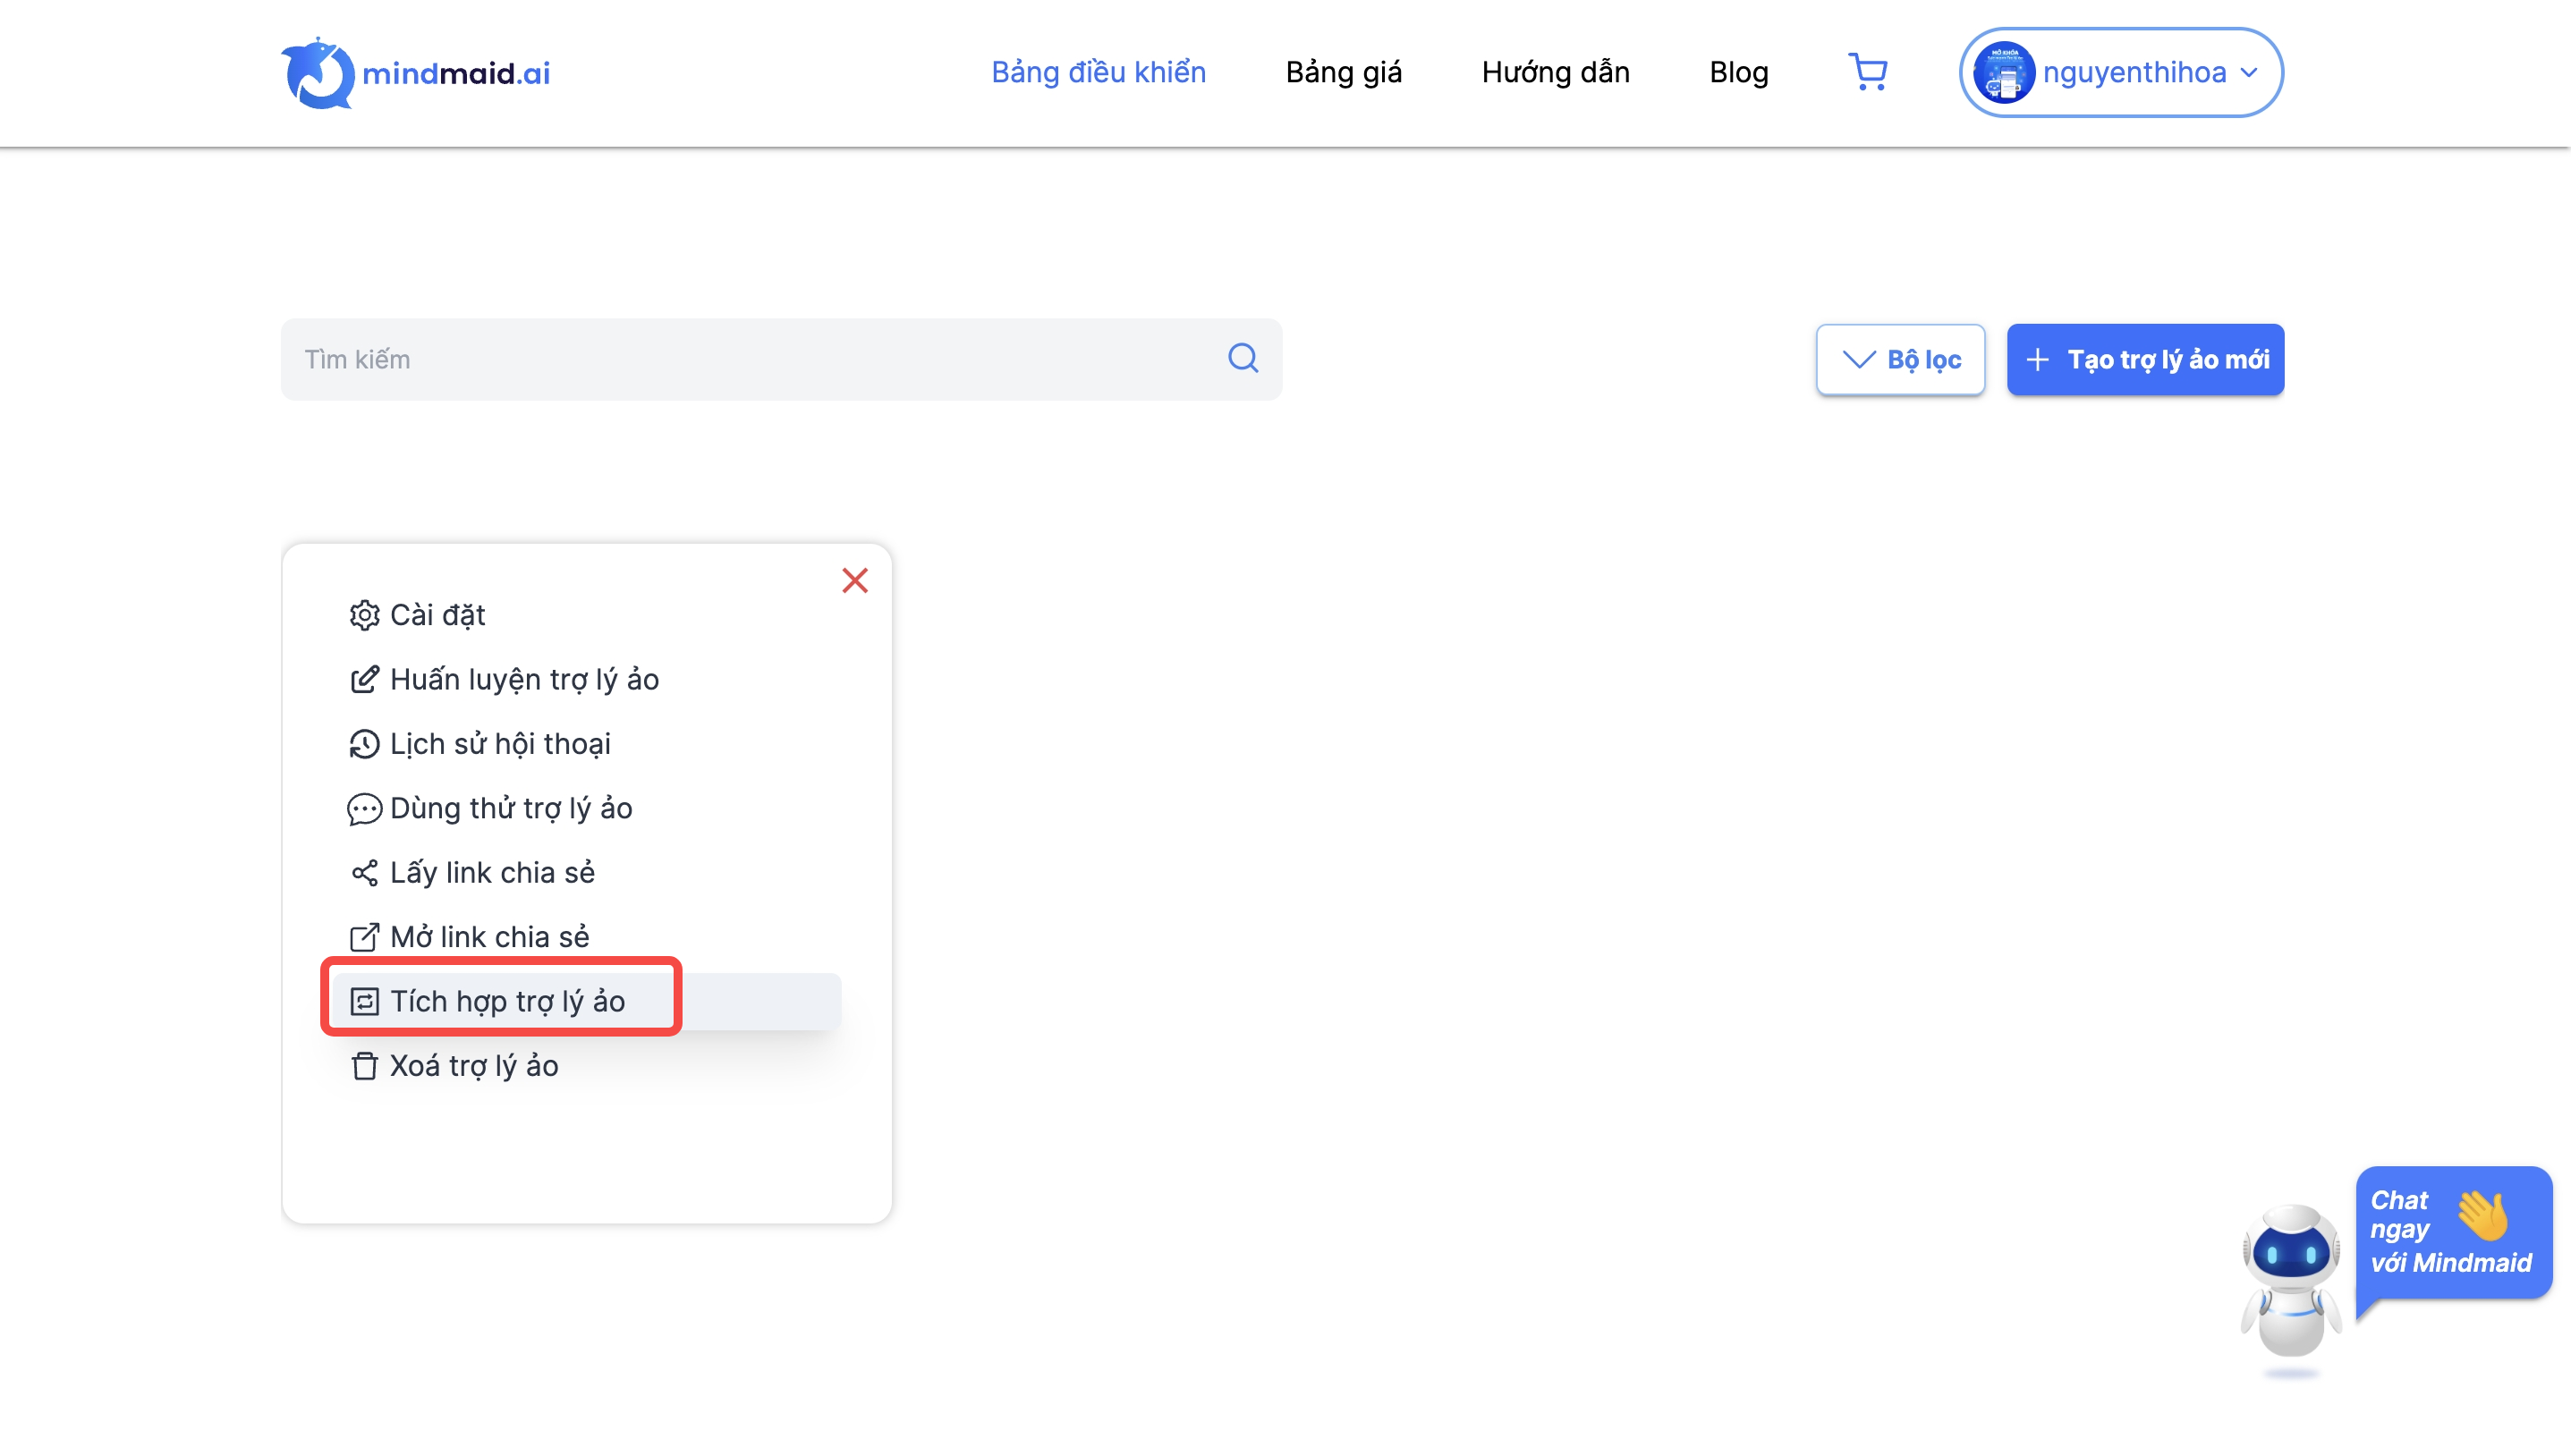 mindmaid.ai
Bảng điều khiển
Bảng giá
Hướng dẫn
Blog
MỞ KHÓA
nguyenthihoa
Tìm kiếm
Bộ lọc
Tạo trợ lý ảo mới
Cài đặt
Huấn luyện trợ lý ảo
Lịch sử hội thoại
Dùng thử trợ lý ảo
Lấy link chia sẻ
Mở link chia sẻ
Tích hợp trợ lý ảo
Xoá trợ lý ảo
Chat
ngay
với Mindmaid